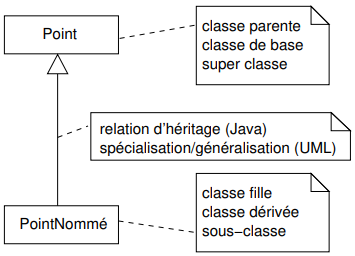 Point
classe parente
classe de base
super classe
relation d'héritage (Java)
spécialisation/généralisation (UML)
PointNommé
classe fille
classe dérivée
sous−classe